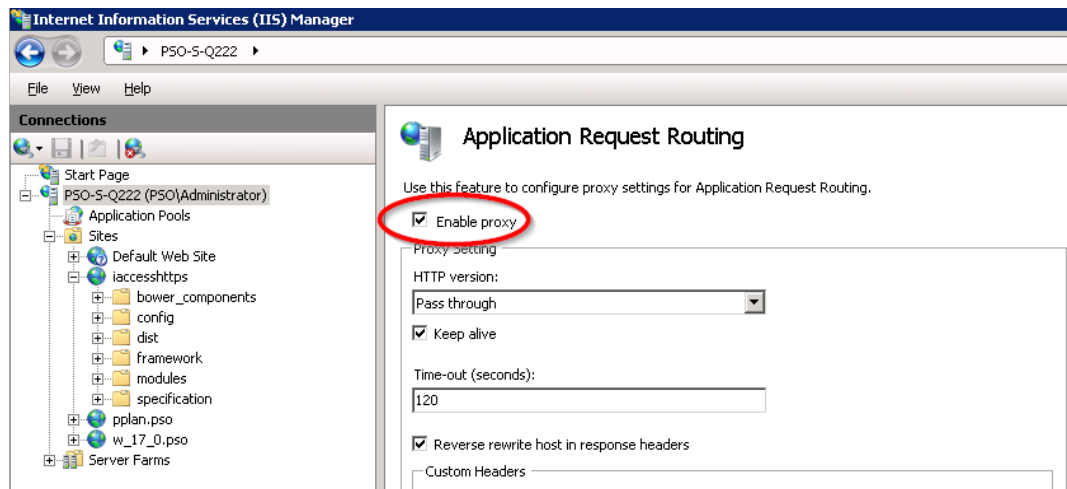 Internet Information Services (IIS) Manager
PSO-S-Q222
File View Help
Connections
Start Page
PSO-S-Q222 (PSO\Administrator)
Application Pools
Sites
Default Web Site
iaccesshttps
bower_components
config
dist
framework
modules
specification
pplan.pso
w_17_0.pso
Server Farms
Application Request Routing
Use this feature to configure proxy settings for Application Request Routing.
Enable proxy
Proxy Setting
HTTP version:
Pass through
Keep alive
Time-out (seconds):
120
Reverse rewrite host in response headers
Custom Headers